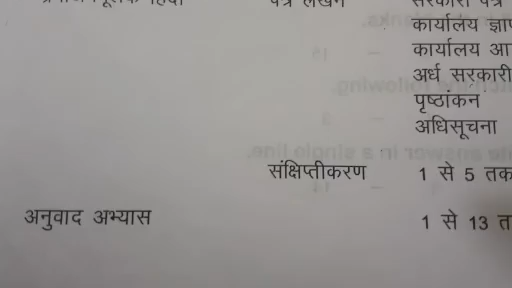 पत्र लेखन
सरकारी पत्र
कार्यालय
कार्यालय
अर्ध सरकारी
पृष्ठांकन
अधिसूचना
संक्षिप्तीकरण 1 से 5 तक
अनुवाद अभ्यास 1 से 13